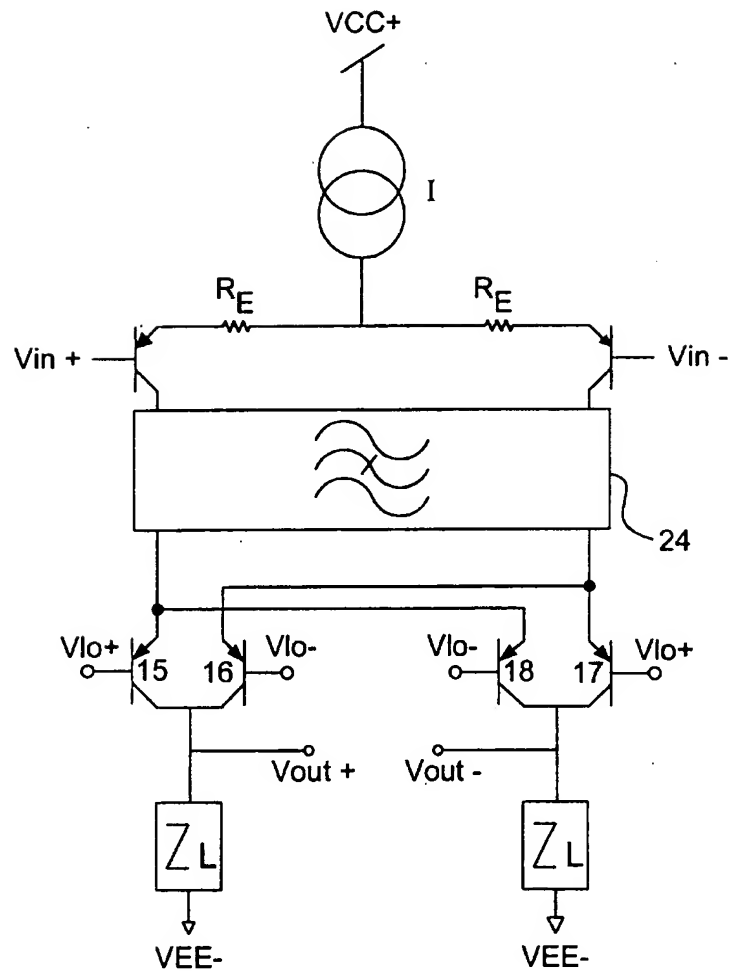 VCC+
I
RE RE
Vin + Vin -
24
Vlo+ 15 16 Vlo- Vlo- 18 17 Vlo+
Vout + Vout -
ZL ZL
VEE- VEE-